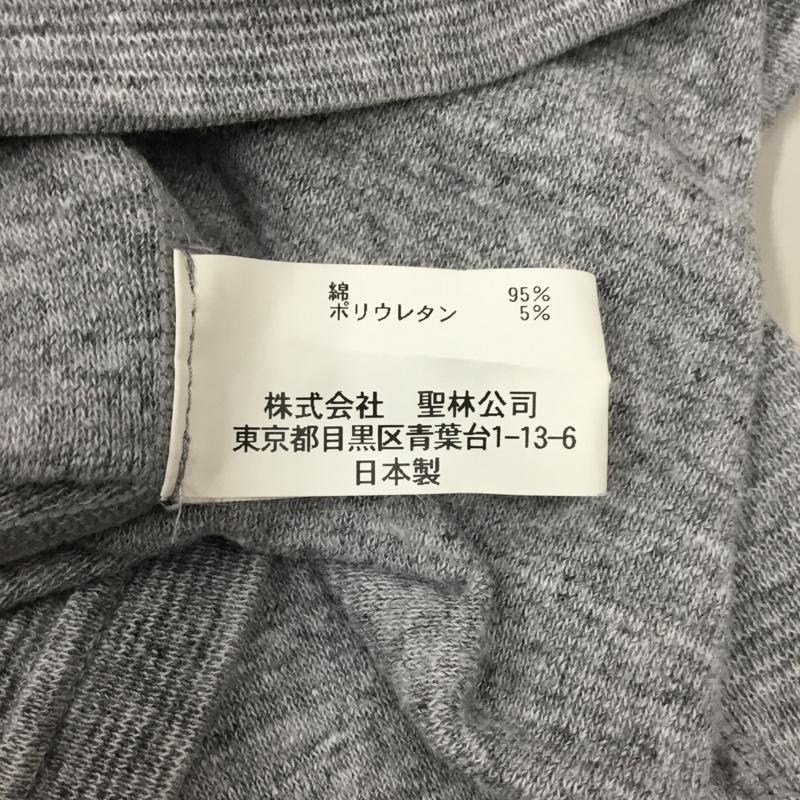 綿 95%
ポリウレタン 5%
株式会社 聖林公司
東京都目黒区青葉台1-13-6
日本製